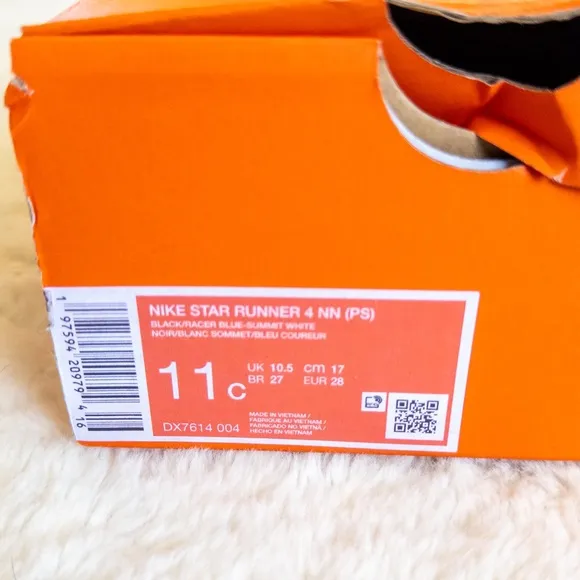 NIKE STAR RUNNER 4 NN (PS)
BLACK/RACER BLUE-SUMMIT WHITE
NOIR/BLANC SOMMET/BLEU COUREUR
11C
UK 10.5 cm 17
BR 27 EUR 28
DX7614 004
MADE IN VIETNAM /
FABRIQUE AU VIETNAM /
FABRICADO NO VIETNÃ /
HECHO EN VIETNAM
1 97594 20979 4 16